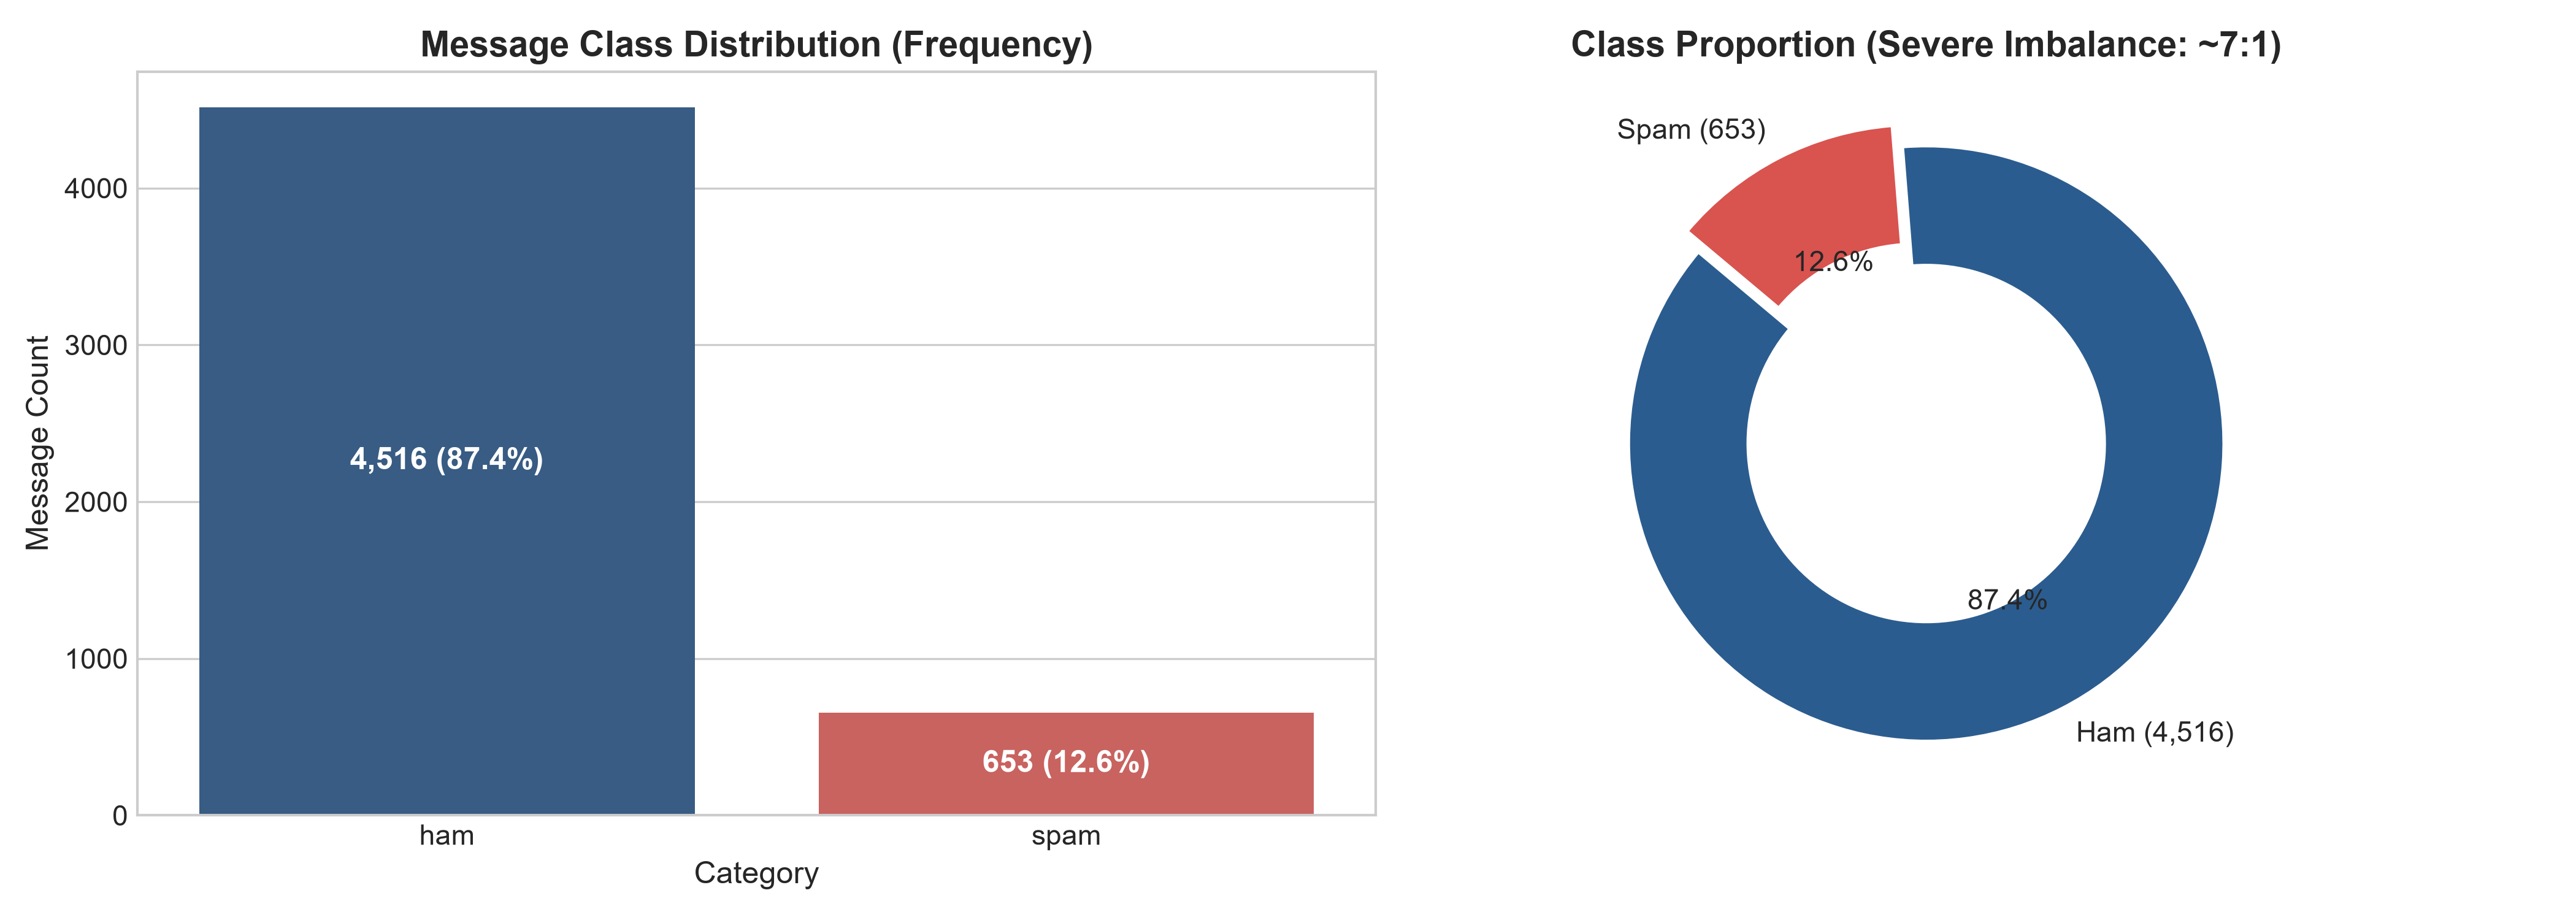 Message Class Distribution (Frequency)
Message Count
4000
3000
2000
1000
0
4,516 (87.4%)
653 (12.6%)
ham
spam
Category
Class Proportion (Severe Imbalance: ~7:1)
Spam (653)
12.6%
87.4%
Ham (4,516)